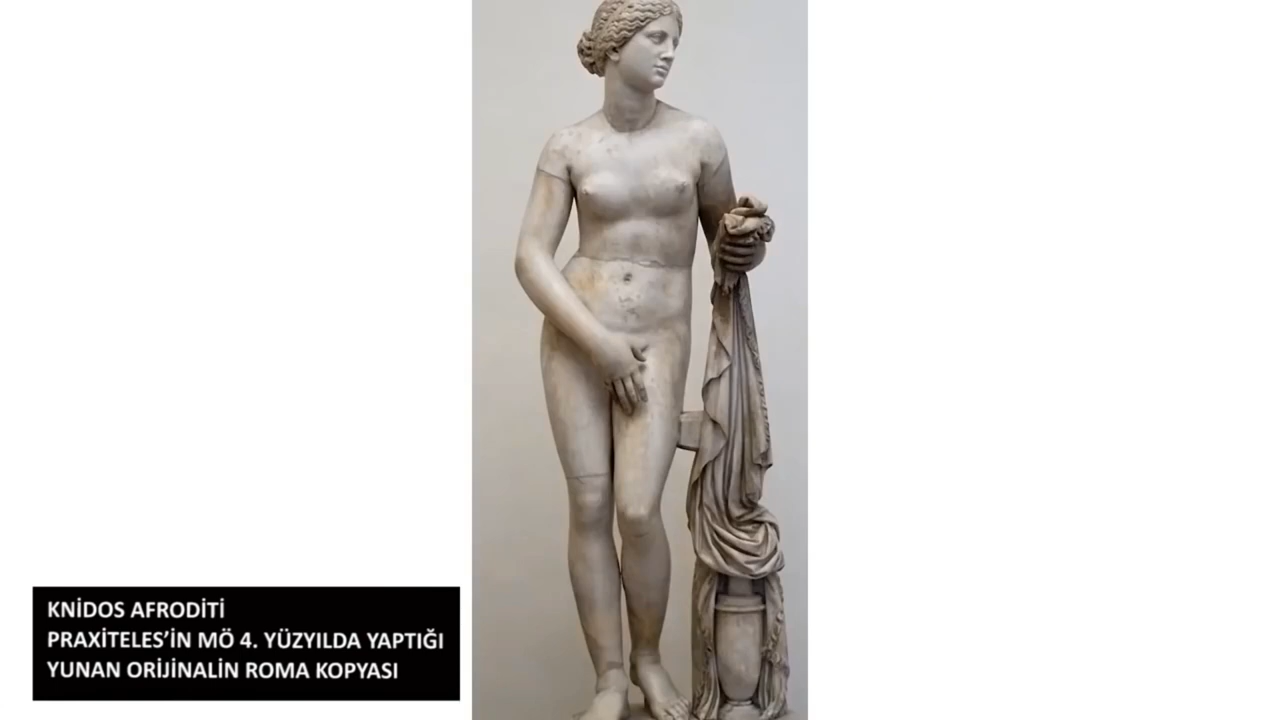 KNİDOS AFRODİTİ
PRAXİTELES'İN MÖ 4. YÜZYILDA YAPTIĞI
YUNAN ORİJİNALİN ROMA KOPYASI